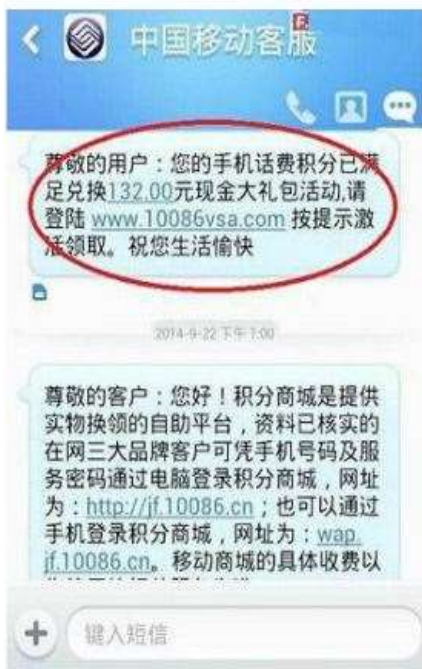 中国移动客服
尊敬的用户：您的手机话费积分已满
足兑换132.00元现金大礼包活动,请
登陆 www.10086vsa.com 按提示激
活领取。祝您生活愉快
2014-9-22 下午 1:00
尊敬的客户：您好！积分商城是提供
实物换领的自助平台，资料已核实的
在网三大品牌客户可凭手机号码及服
务密码通过电脑登录积分商城，网址
为：http://jf.10086.cn；也可以通过
手机登录积分商城，网址为：wap.
jf.10086.cn。移动商城的具体收费以
键入短信